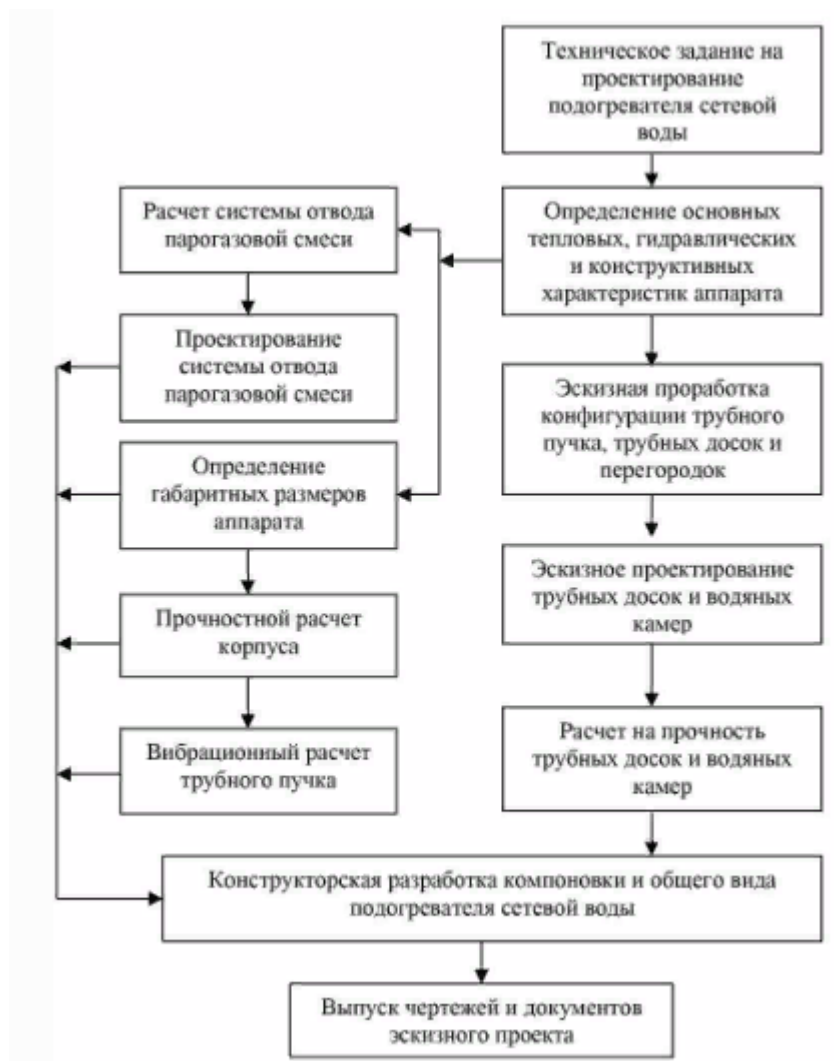 Техническое задание на
проектирование
подогревателя сетевой
воды
Расчет системы отвода
парогазовой смеси
Определение основных
тепловых, гидравлических
и конструктивных
характеристик аппарата
Проектирование
системы отвода
парогазовой смеси
Эскизная проработка
конфигурации трубного
пучка, трубных досок и
перегородок
Определение
габаритных размеров
аппарата
Эскизное проектирование
трубных досок и водяных
камер
Прочностной расчет
корпуса
Расчет на прочность
трубных досок и водяных
камер
Вибрационный расчет
трубного пучка
Конструкторская разработка компоновки и общего вида
подогревателя сетевой воды
Выпуск чертежей и документов
эскизного проекта